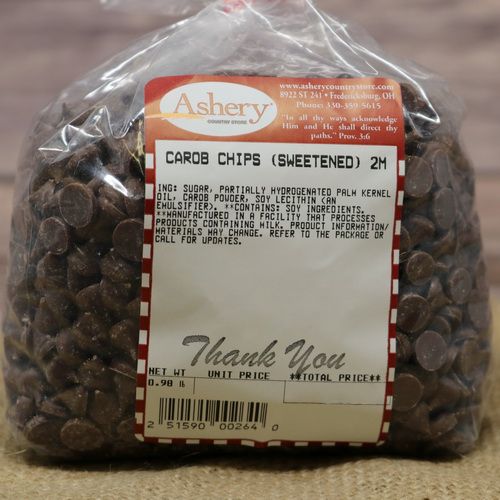 Ashery
COUNTRY STORE
www.asherycountrystore.com
8922 ST 241 • Fredericksburg, OH
Phone: 330-359-5615
"In all thy ways acknowledge
Him and He shall direct thy
paths." Prov. 3:6
CAROB CHIPS (SWEETENED) 2M
ING: SUGAR, PARTIALLY HYDROGENATED PALM KERNEL
OIL, CAROB POWDER, SOY LECITHIN (AN
EMULSIFIER). **CONTAINS: SOY INGREDIENTS.
**MANUFACTURED IN A FACILITY THAT PROCESSES
PRODUCTS CONTAINING MILK. PRODUCT INFORMATION/
MATERIALS MAY CHANGE. REFER TO THE PACKAGE OR
CALL FOR UPDATES.
Thank You
NET WT UNIT PRICE **TOTAL PRICE**
0.98 lb
2 51590 00264 0